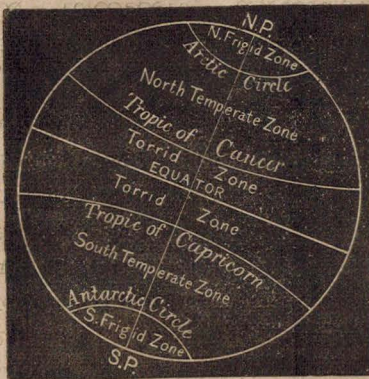 N.P.
N. Frigid Zone
Arctic Circle
North Temperate Zone
Tropic of Cancer
Torrid Zone
EQUATOR
Torrid Zone
Tropic of Capricorn
South Temperate Zone
Antarctic Circle
S. Frigid Zone
S.P.